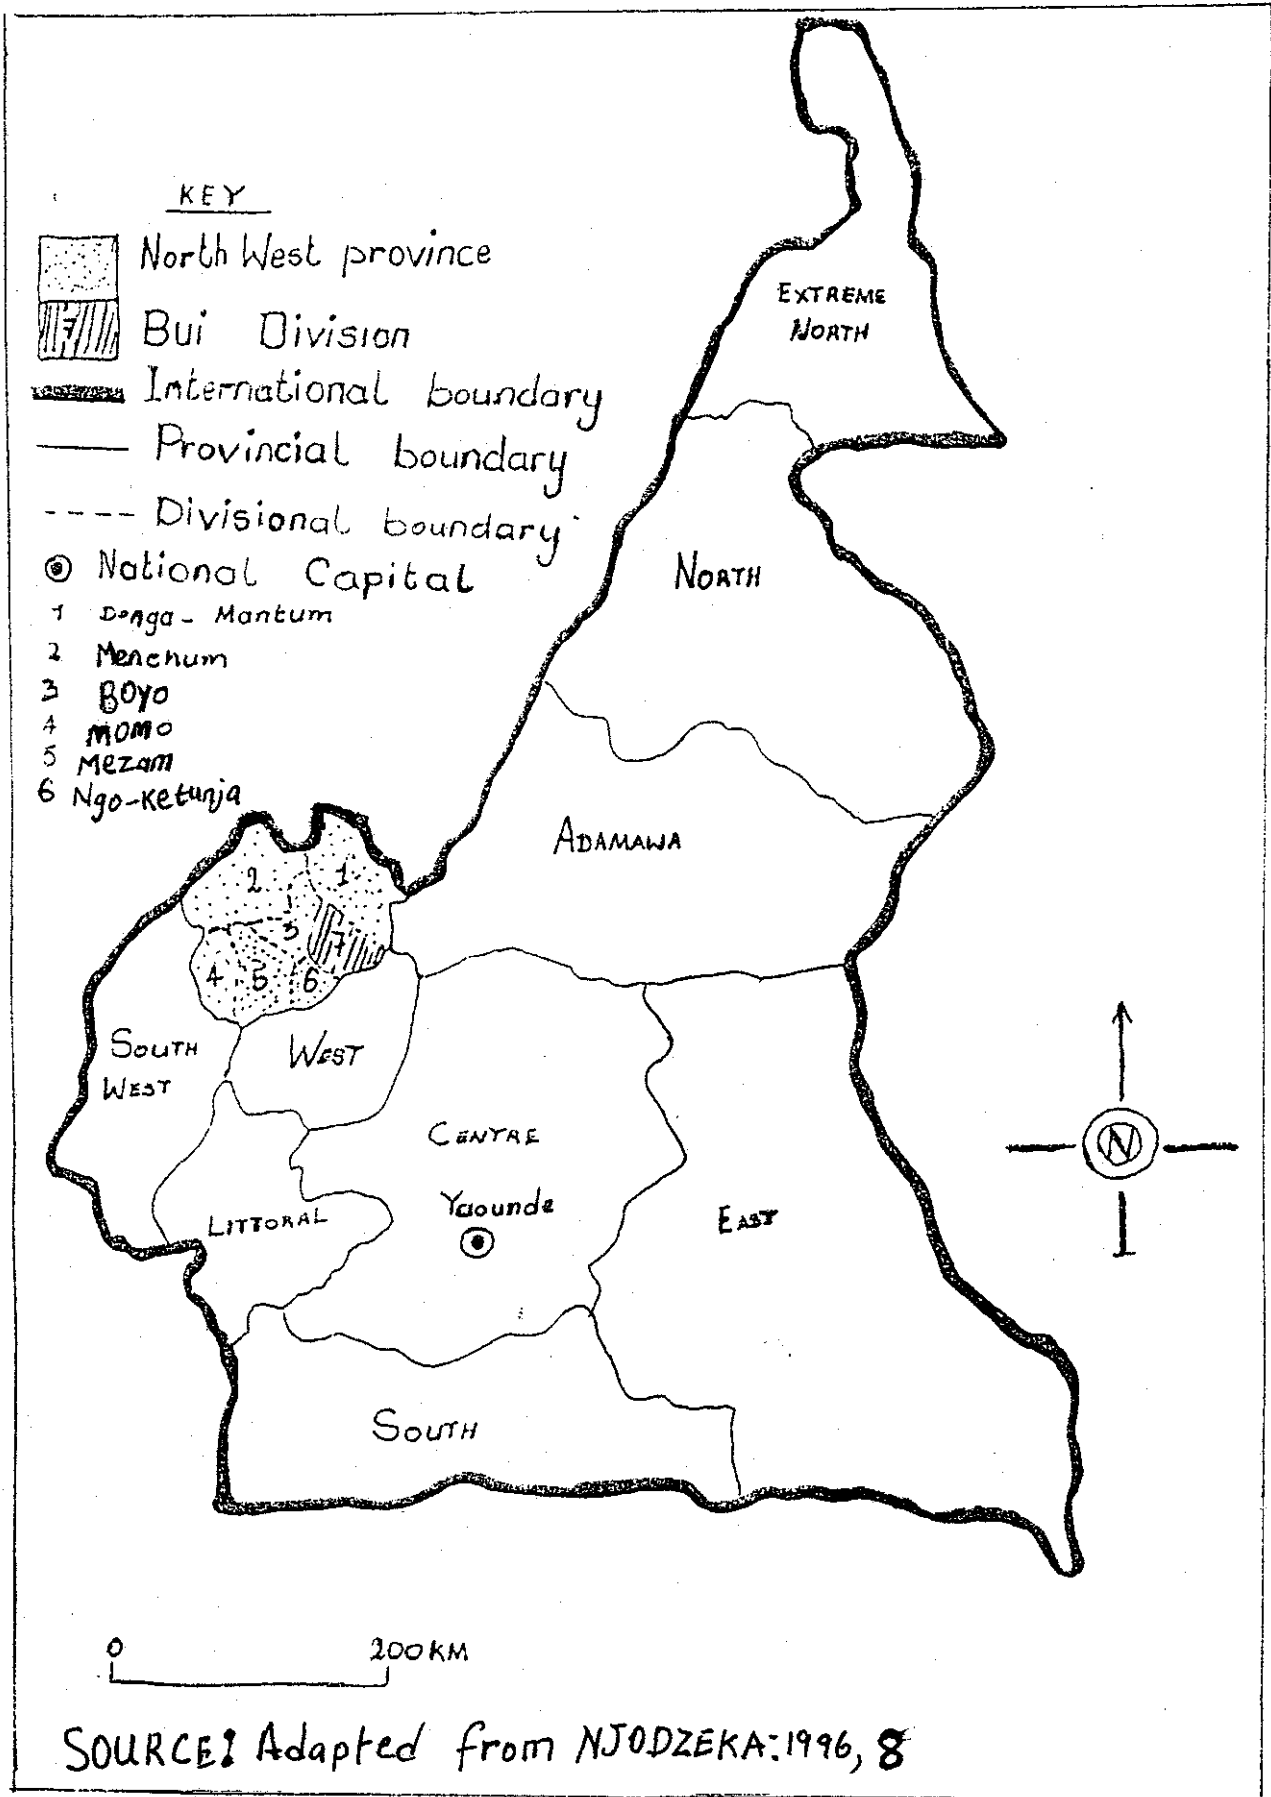 KEY
North West province
7
Bui Division
International boundary
Provincial boundary
Divisional boundary
National Capital
1 Donga - Mantum
2 Menchum
3 BOYO
4 MOMO
5 Mezam
6 Ngo-Ketunja
EXTREME
NORTH
NORTH
ADAMAWA
2
1
3
7
4
5
6
SOUTH
WEST
WEST
CENTRE
Yaounde
LITTORAL
EAST
SOUTH
N
0 200KM
SOURCE: Adapted from NJODZEKA:1996, 8